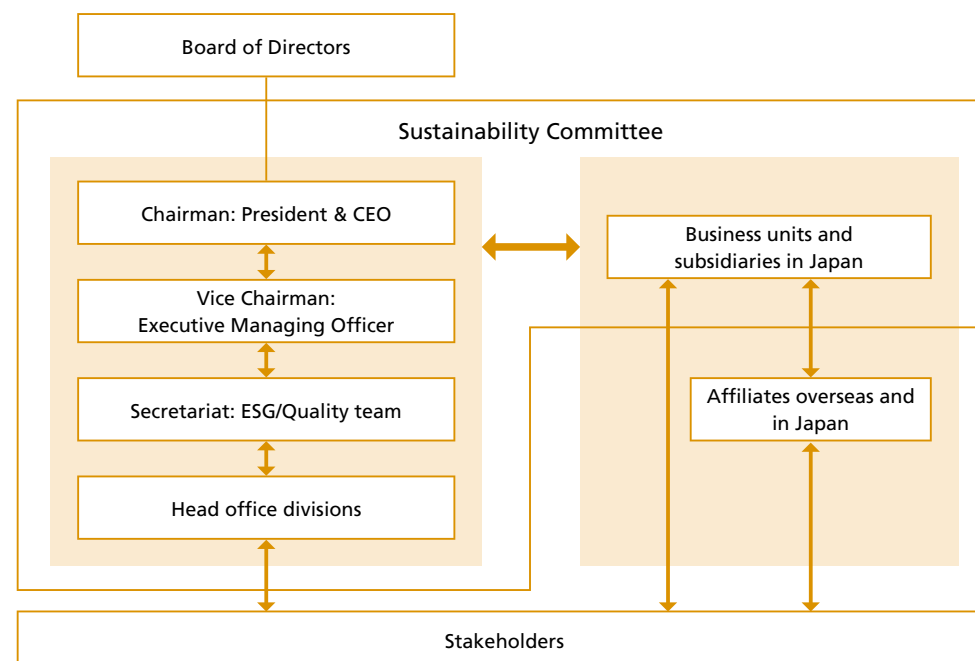 Board of Directors
Sustainability Committee
Chairman: President & CEO
Vice Chairman:
Executive Managing Officer
Secretariat: ESG/Quality team
Head office divisions
Business units and
subsidiaries in Japan
Affiliates overseas and
in Japan
Stakeholders